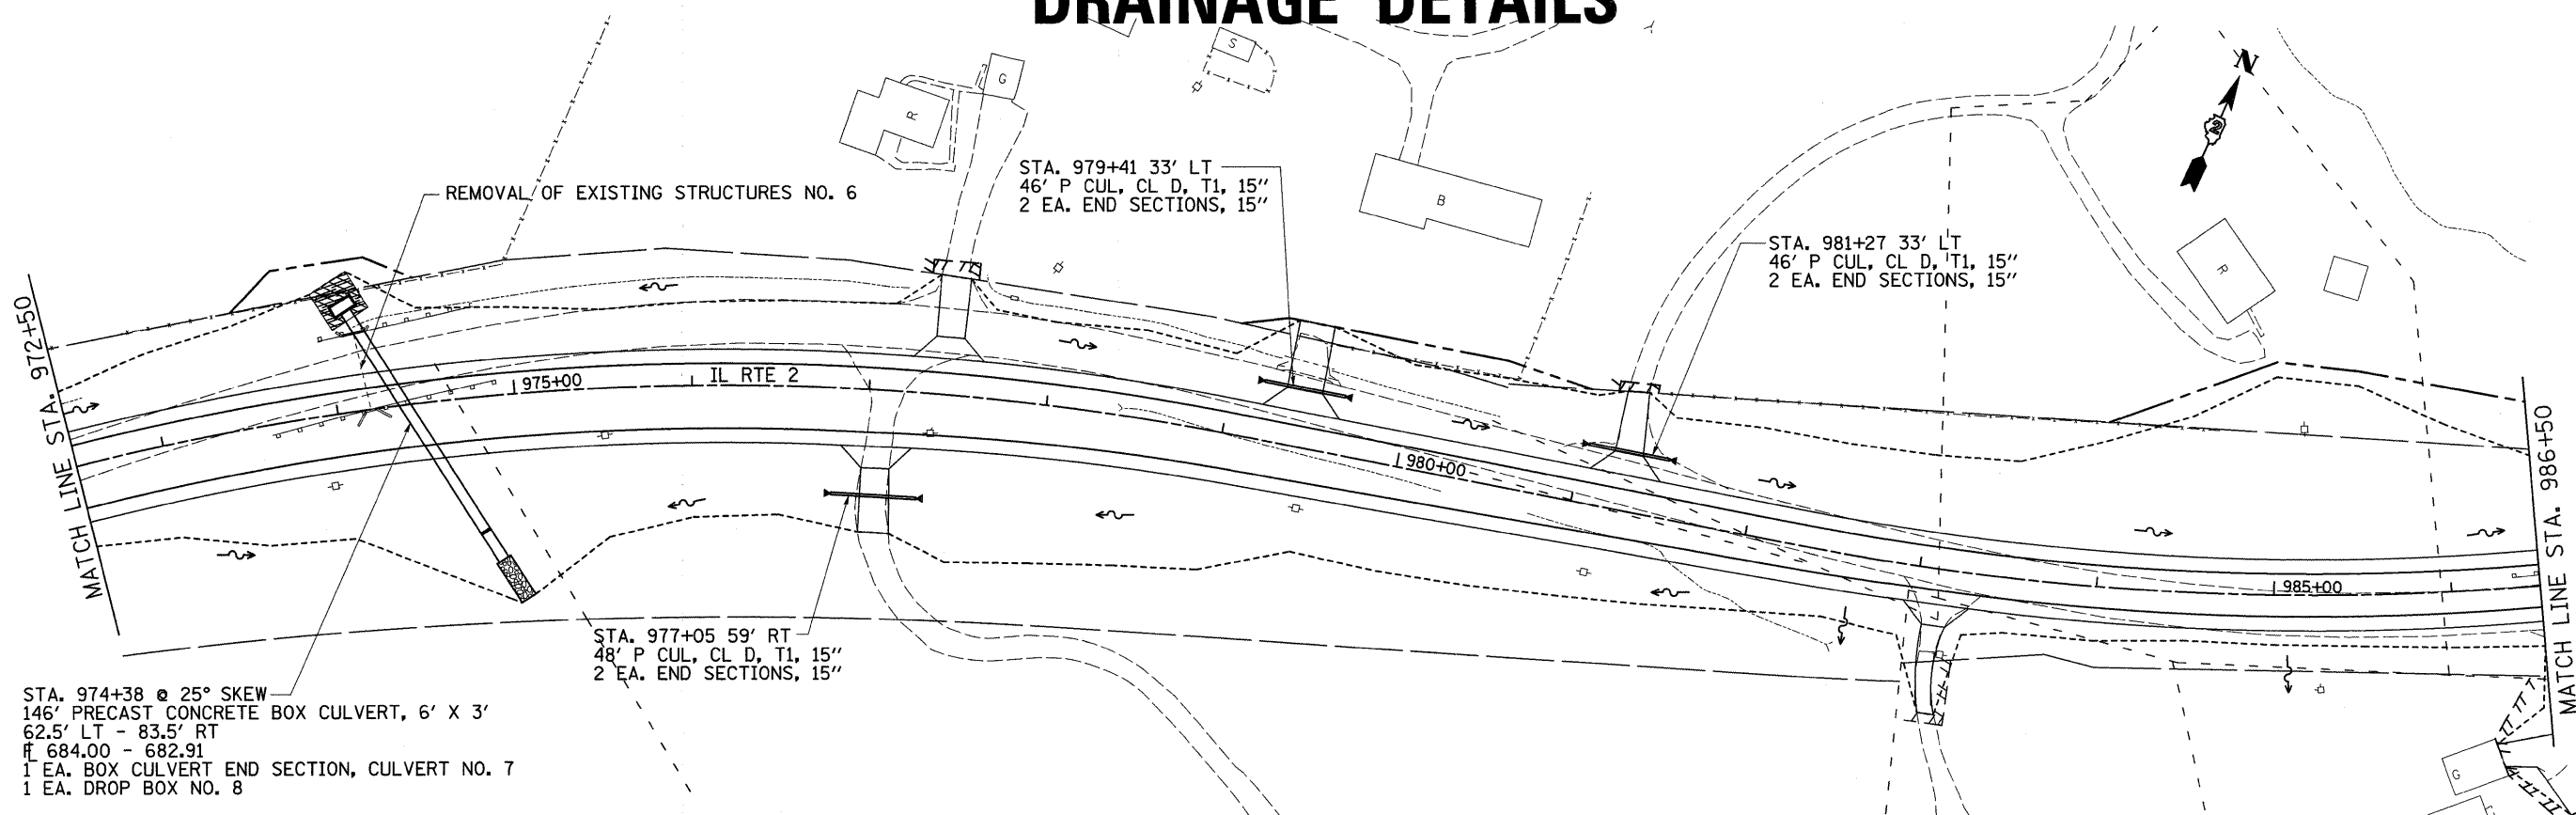 DRAINAGE DETAILS
N
2
G
S
R
B
R
G
REMOVAL OF EXISTING STRUCTURES NO. 6
STA. 979+41 33' LT
46' P CUL, CL D, T1, 15"
2 EA. END SECTIONS, 15"
STA. 981+27 33' LT
46' P CUL, CL D, T1, 15"
2 EA. END SECTIONS, 15"
MATCH LINE STA. 972+50
975+00
IL RTE 2
980+00
985+00
MATCH LINE STA. 986+50
STA. 977+05 59' RT
48' P CUL, CL D, T1, 15"
2 EA. END SECTIONS, 15"
STA. 974+38 @ 25° SKEW
146' PRECAST CONCRETE BOX CULVERT, 6' X 3'
62.5' LT - 83.5' RT
FL 684.00 - 682.91
1 EA. BOX CULVERT END SECTION, CULVERT NO. 7
1 EA. DROP BOX NO. 8